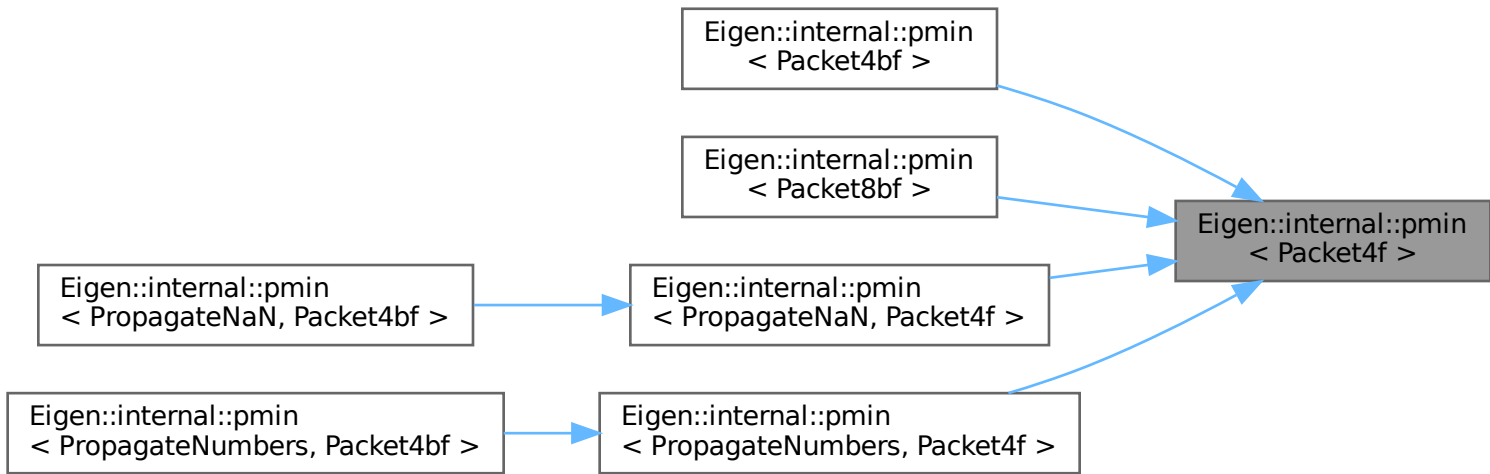 Eigen::internal::pmin
< Packet4bf >
Eigen::internal::pmin
< Packet8bf >
Eigen::internal::pmin
< Packet4f >
Eigen::internal::pmin
< PropagateNaN, Packet4bf >
Eigen::internal::pmin
< PropagateNaN, Packet4f >
Eigen::internal::pmin
< PropagateNumbers, Packet4bf >
Eigen::internal::pmin
< PropagateNumbers, Packet4f >